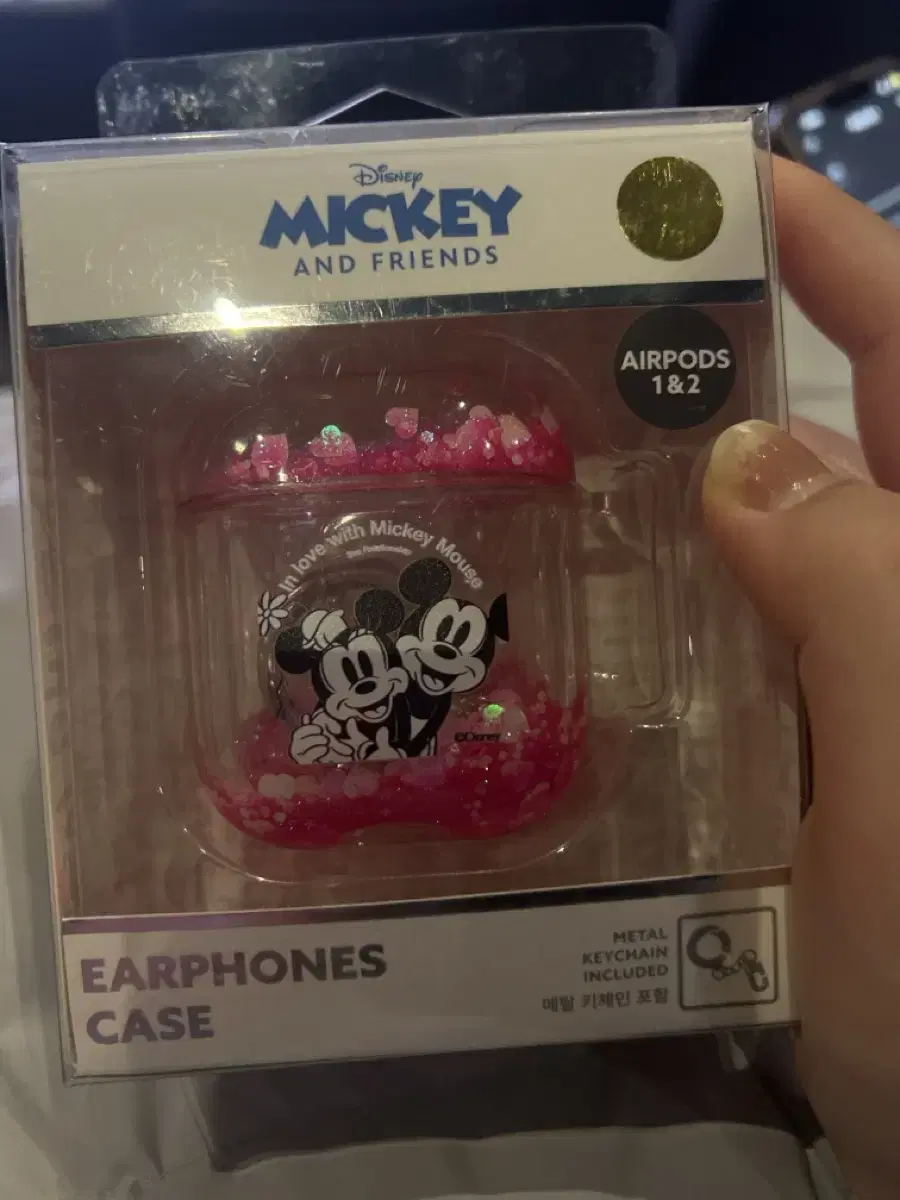 Disney
MICKEY
AND FRIENDS
AIRPODS
1&2
In love with Mickey Mouse
©Disney
EARPHONES
CASE
METAL
KEYCHAIN
INCLUDED
메탈 키체인 포함